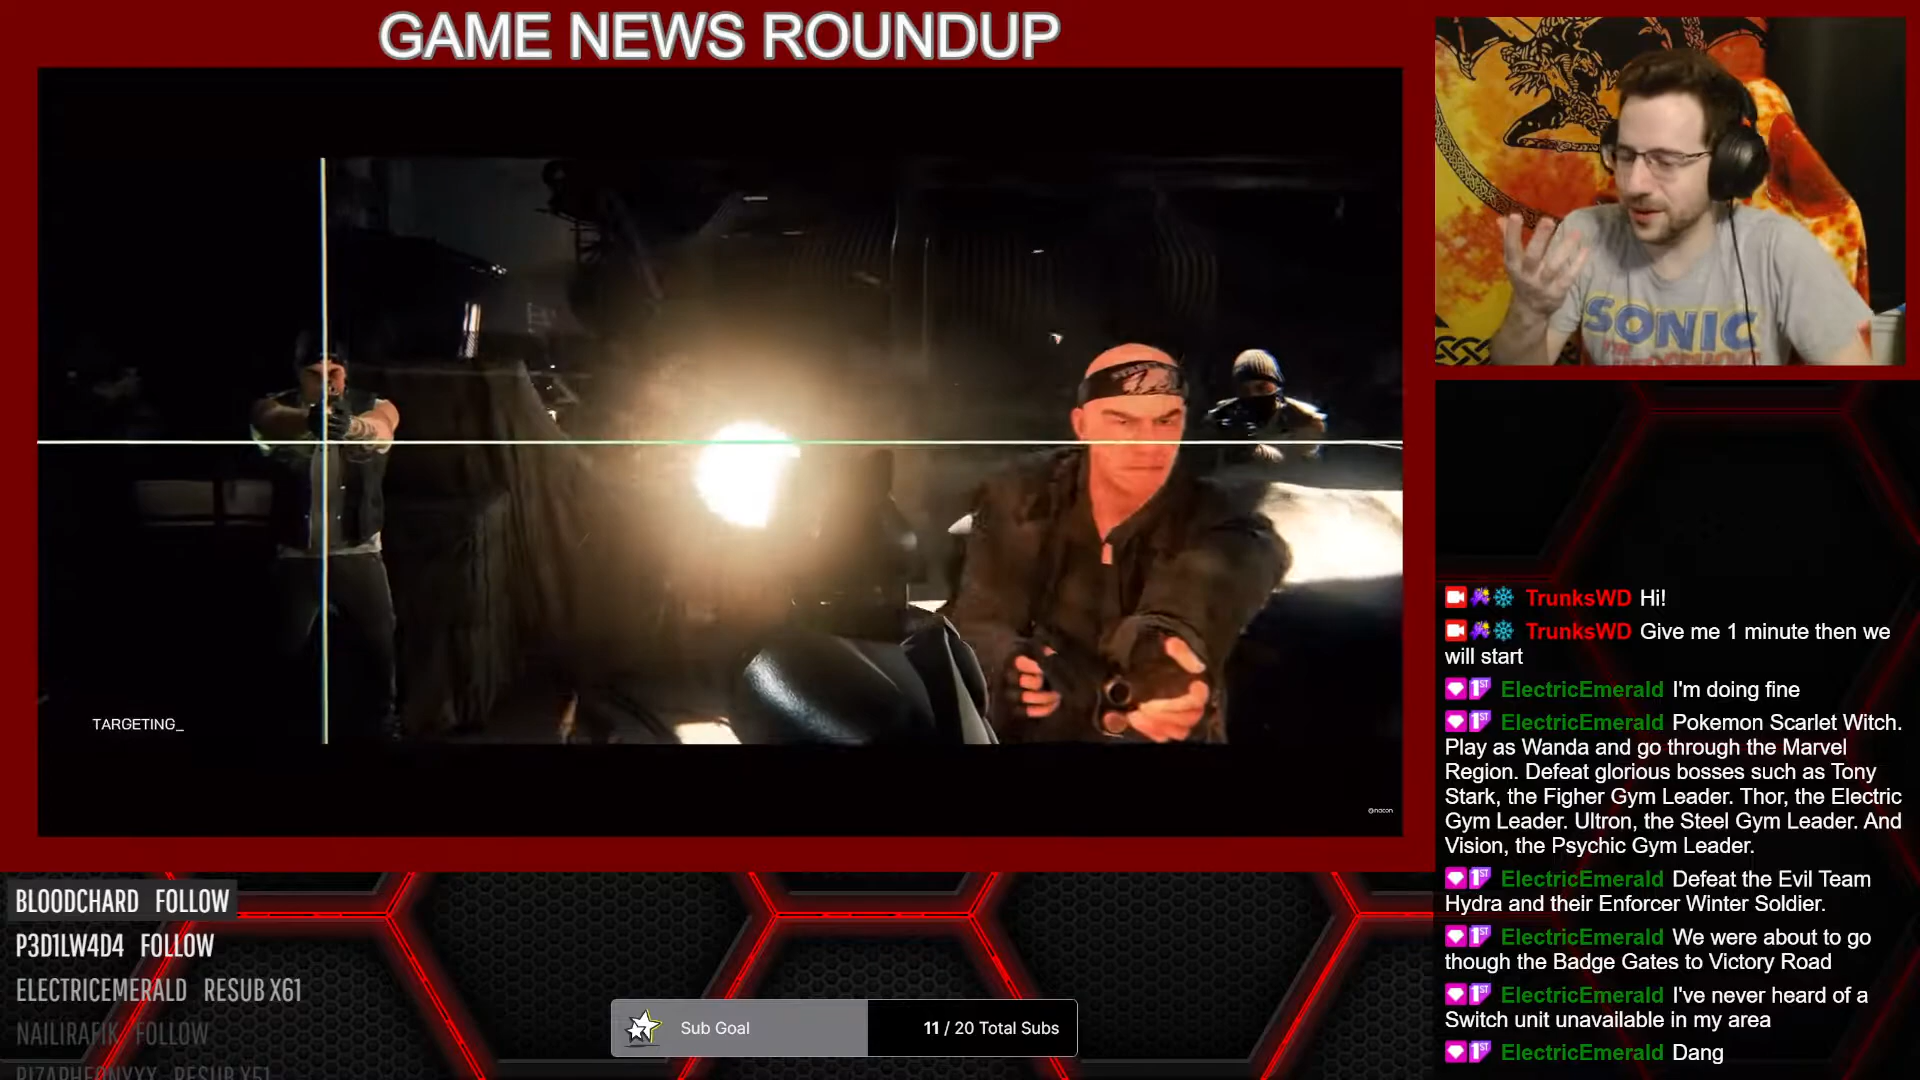 GAME NEWS ROUNDUP
TARGETING_
nacon
SONIC
TrunksWD Hi!
TrunksWD Give me 1 minute then we
will start
ElectricEmerald I'm doing fine
ElectricEmerald Pokemon Scarlet Witch.
Play as Wanda and go through the Marvel
Region. Defeat glorious bosses such as Tony
Stark, the Figher Gym Leader. Thor, the Electric
Gym Leader. Ultron, the Steel Gym Leader. And
Vision, the Psychic Gym Leader.
ElectricEmerald Defeat the Evil Team
Hydra and their Enforcer Winter Soldier.
ElectricEmerald We were about to go
though the Badge Gates to Victory Road
ElectricEmerald I've never heard of a
Switch unit unavailable in my area
ElectricEmerald Dang
BLOODCHARD FOLLOW
P3D1LW4D4 FOLLOW
ELECTRICEMERALD RESUB X61
NAILIRAFIK FOLLOW
Sub Goal 11 / 20 Total Subs